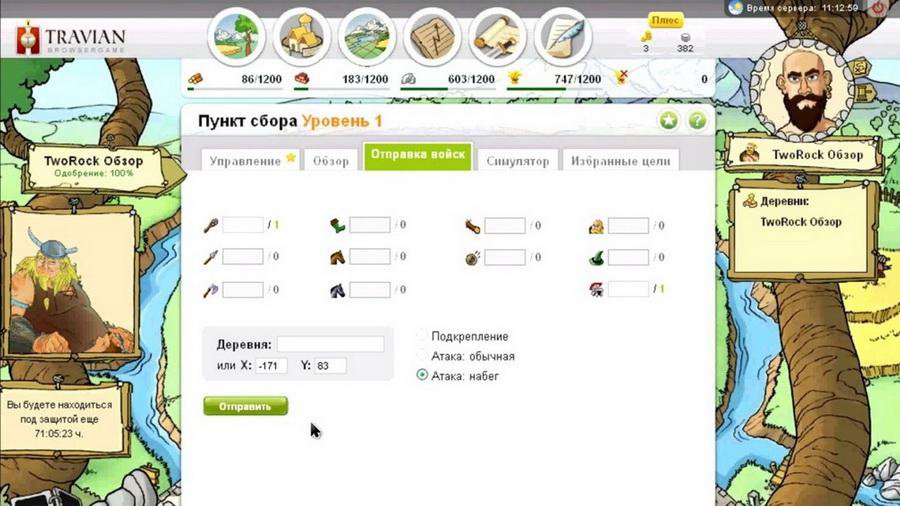 Время сервера: 11:12:59
TRAVIAN
BROWSERGAME
Плюс
3
382
86/1200
183/1200
603/1200
747/1200
0
Пункт сбора Уровень 1
TwoRock Обзор
Одобрение: 100%
Управление
Обзор
Отправка войск
Симулятор
Избранные цели
TwoRock Обзор
Деревни:
TwoRock Обзор
/ 1
/ 0
/ 0
/ 0
/ 0
/ 0
/ 0
/ 0
/ 0
/ 0
/ 1
Деревня:
или X: -171 Y: 83
Подкрепление
Атака: обычная
Атака: набег
Отправить
Вы будете находиться
под защитой еще
71:05:23 ч.